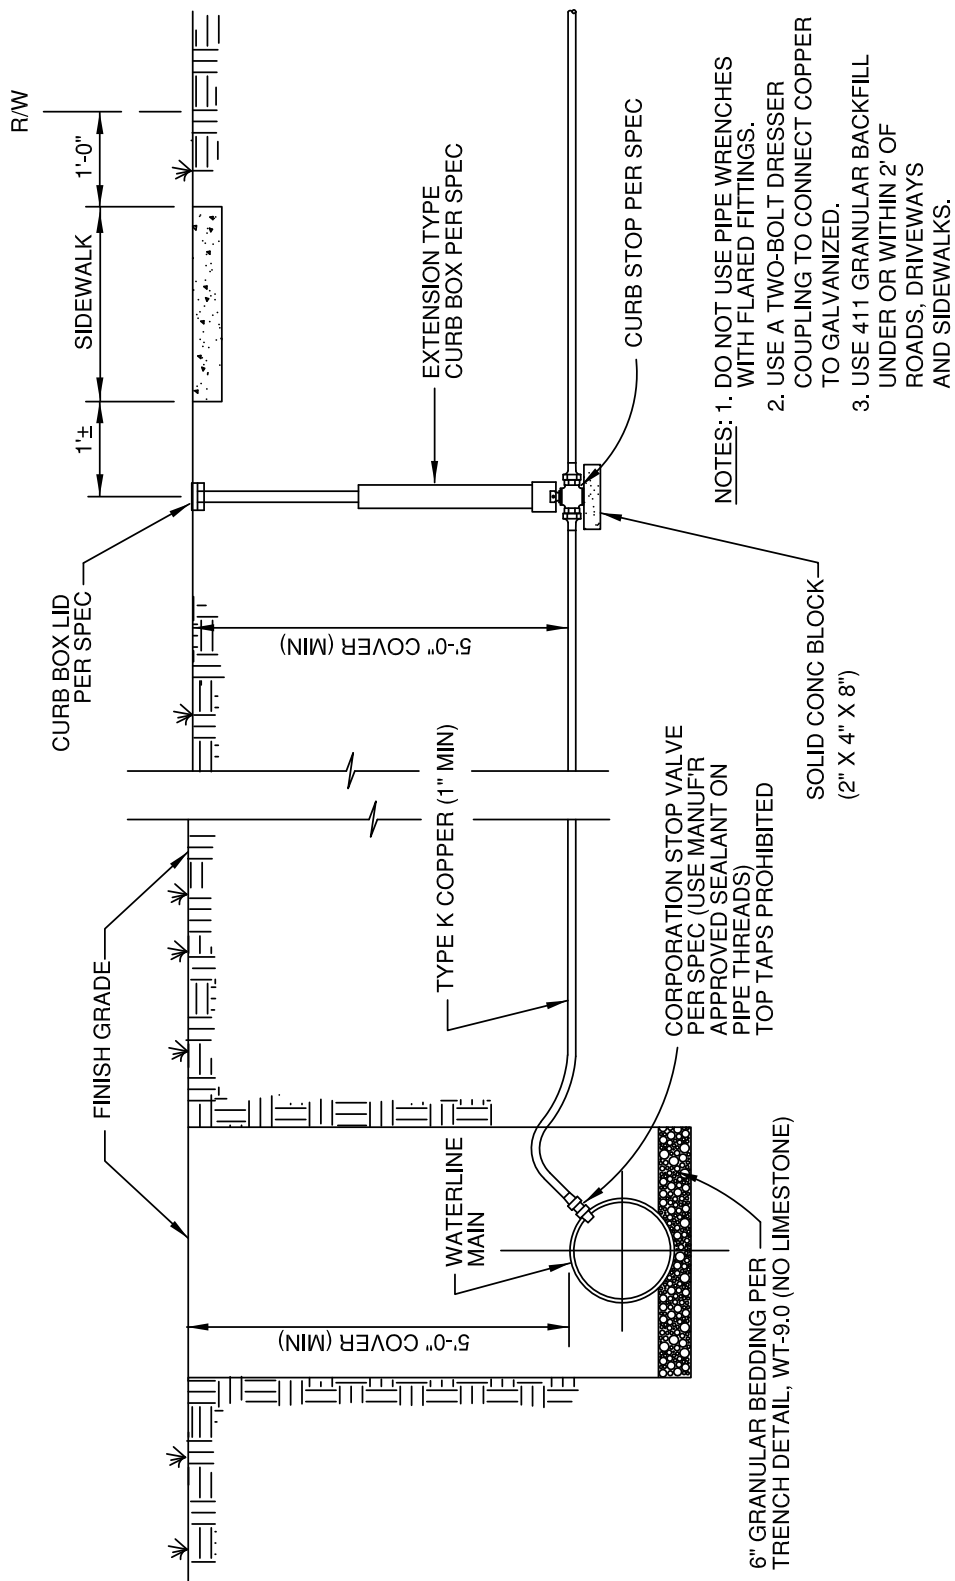 R/W
1'-0"
SIDEWALK
1'±
CURB BOX LID
PER SPEC
FINISH GRADE
EXTENSION TYPE
CURB BOX PER SPEC
5'-0" COVER (MIN)
TYPE K COPPER (1" MIN)
WATERLINE
MAIN
5'-0" COVER (MIN)
CURB STOP PER SPEC
CORPORATION STOP VALVE
PER SPEC (USE MANUF'R
APPROVED SEALANT ON
PIPE THREADS)
TOP TAPS PROHIBITED
SOLID CONC BLOCK
(2" X 4" X 8")
6" GRANULAR BEDDING PER
TRENCH DETAIL, WT-9.0 (NO LIMESTONE)
NOTES: 1. DO NOT USE PIPE WRENCHES
WITH FLARED FITTINGS.
2. USE A TWO-BOLT DRESSER
COUPLING TO CONNECT COPPER
TO GALVANIZED.
3. USE 411 GRANULAR BACKFILL
UNDER OR WITHIN 2' OF
ROADS, DRIVEWAYS
AND SIDEWALKS.